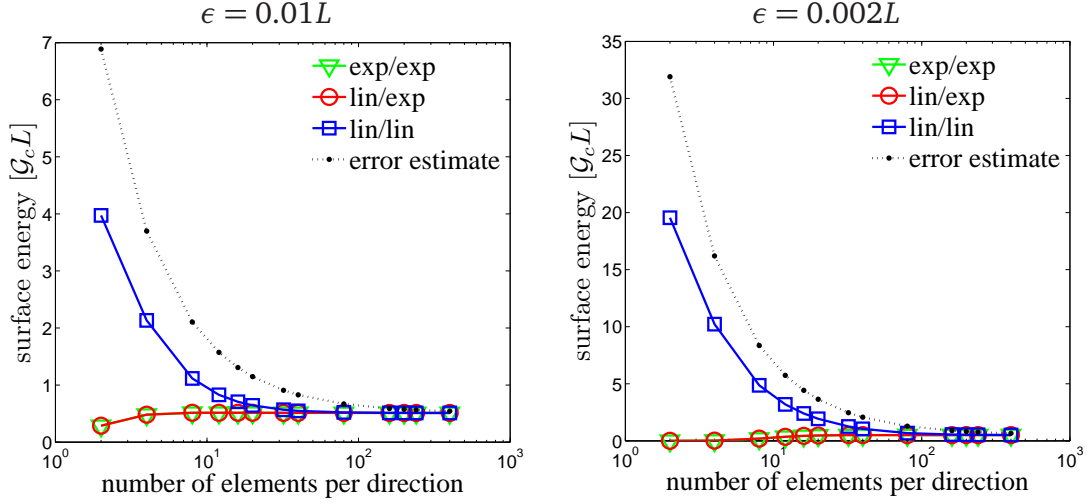 ϵ = 0.01L
7
6
5
4
3
2
1
0
10^0
10^1
10^2
10^3
surface energy [𝒢_c L]
number of elements per direction
exp/exp
lin/exp
lin/lin
error estimate
ϵ = 0.002L
35
30
25
20
15
10
5
0
10^0
10^1
10^2
10^3
surface energy [𝒢_c L]
number of elements per direction
exp/exp
lin/exp
lin/lin
error estimate